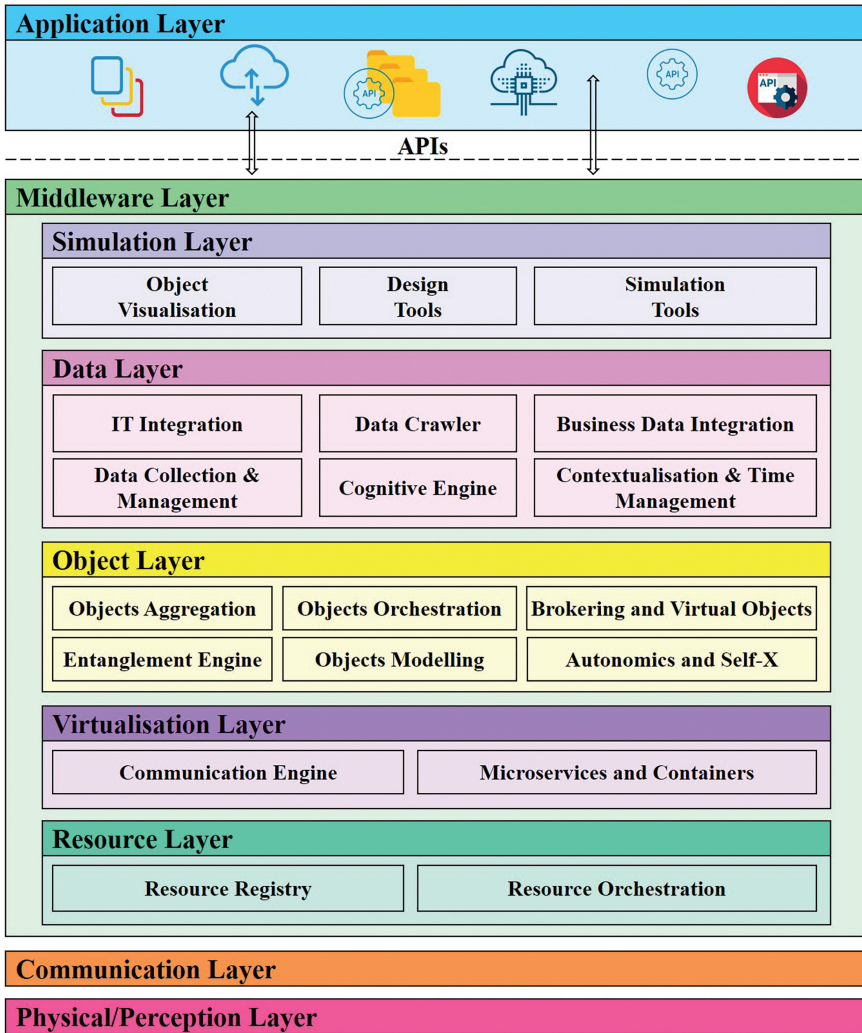 Application Layer
API
API
API
APIs
Middleware Layer
Simulation Layer
Object
Visualisation
Design
Tools
Simulation
Tools
Data Layer
IT Integration
Data Crawler
Business Data Integration
Data Collection &
Management
Cognitive Engine
Contextualisation & Time
Management
Object Layer
Objects Aggregation
Objects Orchestration
Brokering and Virtual Objects
Entanglement Engine
Objects Modelling
Autonomics and Self-X
Virtualisation Layer
Communication Engine
Microservices and Containers
Resource Layer
Resource Registry
Resource Orchestration
Communication Layer
Physical/Perception Layer